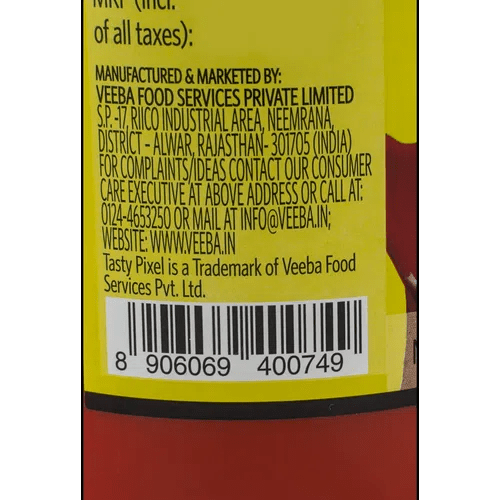 MRP (Incl.
of all taxes):
MANUFACTURED & MARKETED BY:
VEEBA FOOD SERVICES PRIVATE LIMITED
S.P.-17, RIICO INDUSTRIAL AREA, NEEMRANA,
DISTRICT - ALWAR, RAJASTHAN- 301705 (INDIA)
FOR COMPLAINTS/IDEAS CONTACT OUR CONSUMER
CARE EXECUTIVE AT ABOVE ADDRESS OR CALL AT:
0124-4653250 OR MAIL AT INFO@VEEBA.IN;
WEBSITE: WWW.VEEBA.IN
Tasty Pixel is a Trademark of Veeba Food
Services Pvt. Ltd.
8 906069 400749